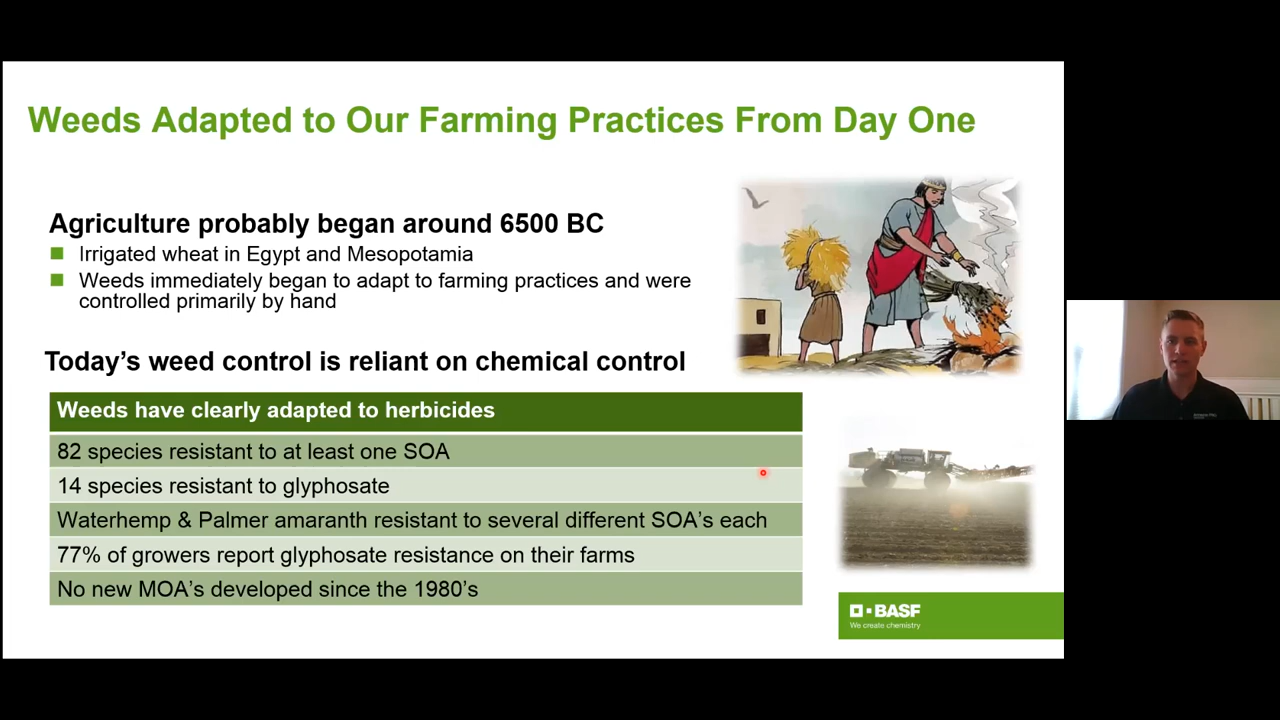 Weeds Adapted to Our Farming Practices From Day One
Agriculture probably began around 6500 BC
Irrigated wheat in Egypt and Mesopotamia
Weeds immediately began to adapt to farming practices and were
controlled primarily by hand
Today's weed control is reliant on chemical control
Weeds have clearly adapted to herbicides
82 species resistant to at least one SOA
14 species resistant to glyphosate
Waterhemp & Palmer amaranth resistant to several different SOA's each
77% of growers report glyphosate resistance on their farms
No new MOA's developed since the 1980's
BASF
We create chemistry